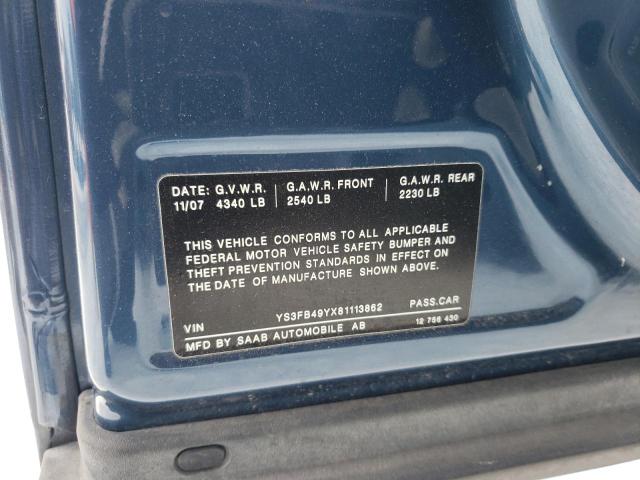 DATE: G.V.W.R. G.A.W.R. FRONT G.A.W.R. REAR
11/07 4340 LB 2540 LB 2230 LB
THIS VEHICLE CONFORMS TO ALL APPLICABLE
FEDERAL MOTOR VEHICLE SAFETY BUMPER AND
THEFT PREVENTION STANDARDS IN EFFECT ON
THE DATE OF MANUFACTURE SHOWN ABOVE.
VIN YS3FB49YX81113862 PASS.CAR
MFD BY SAAB AUTOMOBILE AB 12 756 430